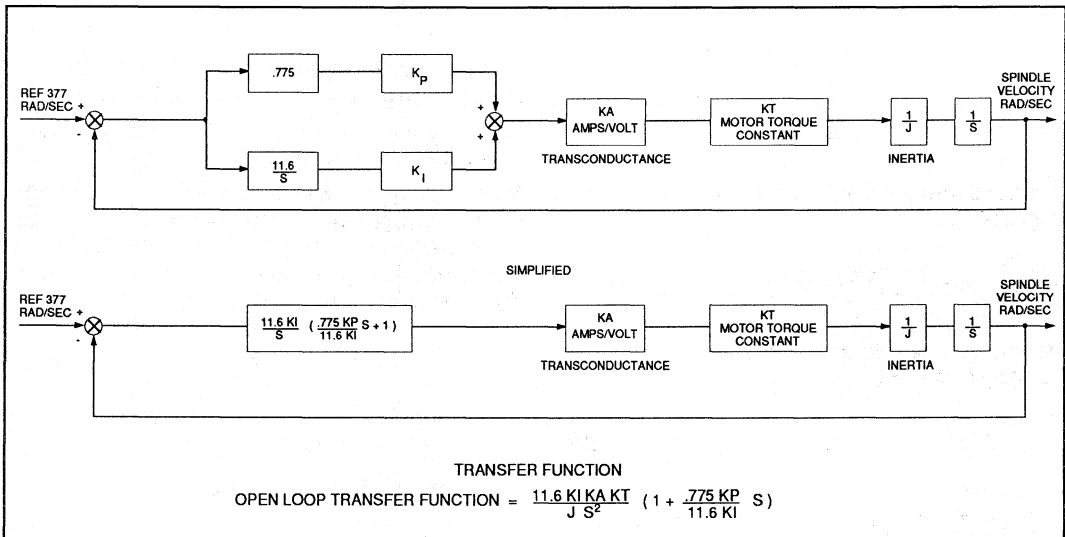 REF 377
RAD/SEC +
-
.775
K_P
11.6
S
K_I
+
+
KA
AMPS/VOLT
TRANSCONDUCTANCE
KT
MOTOR TORQUE
CONSTANT
1
J
INERTIA
1
S
SPINDLE
VELOCITY
RAD/SEC
SIMPLIFIED
REF 377
RAD/SEC +
-
11.6 KI / S ( .775 KP / 11.6 KI S + 1 )
KA
AMPS/VOLT
TRANSCONDUCTANCE
KT
MOTOR TORQUE
CONSTANT
1
J
INERTIA
1
S
SPINDLE
VELOCITY
RAD/SEC
TRANSFER FUNCTION
OPEN LOOP TRANSFER FUNCTION = 11.6 KI KA KT / J S² ( 1 + .775 KP / 11.6 KI S )